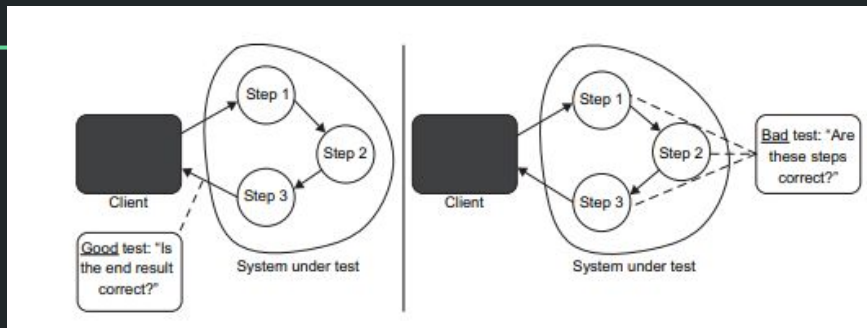 Step 1
Step 2
Step 3
Client
System under test
Good test: “Is
the end result
correct?”
Step 1
Step 2
Step 3
Client
System under test
Bad test: “Are
these steps
correct?”